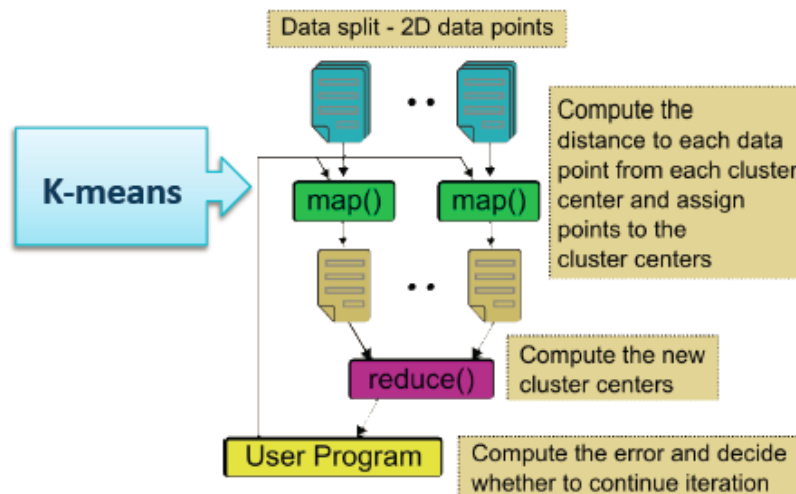 Data split - 2D data points
Compute the
distance to each data
point from each cluster
center and assign
points to the
cluster centers
K-means
map()
map()
Compute the new
cluster centers
reduce()
User Program
Compute the error and decide
whether to continue iteration